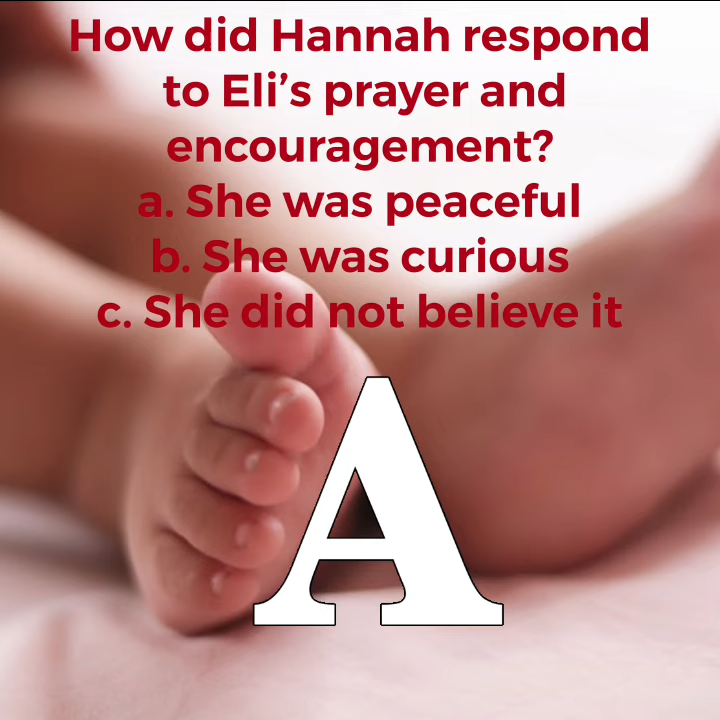 How did Hannah respond
to Eli’s prayer and
encouragement?
a. She was peaceful
b. She was curious
c. She did not believe it
A